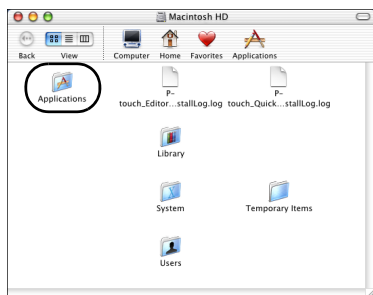 Macintosh HD
Back View Computer Home Favorites Applications
Applications
P-
touch_Editor...stallLog.log
P-
touch_Quick...stallLog.log
Library
System
Temporary Items
Users